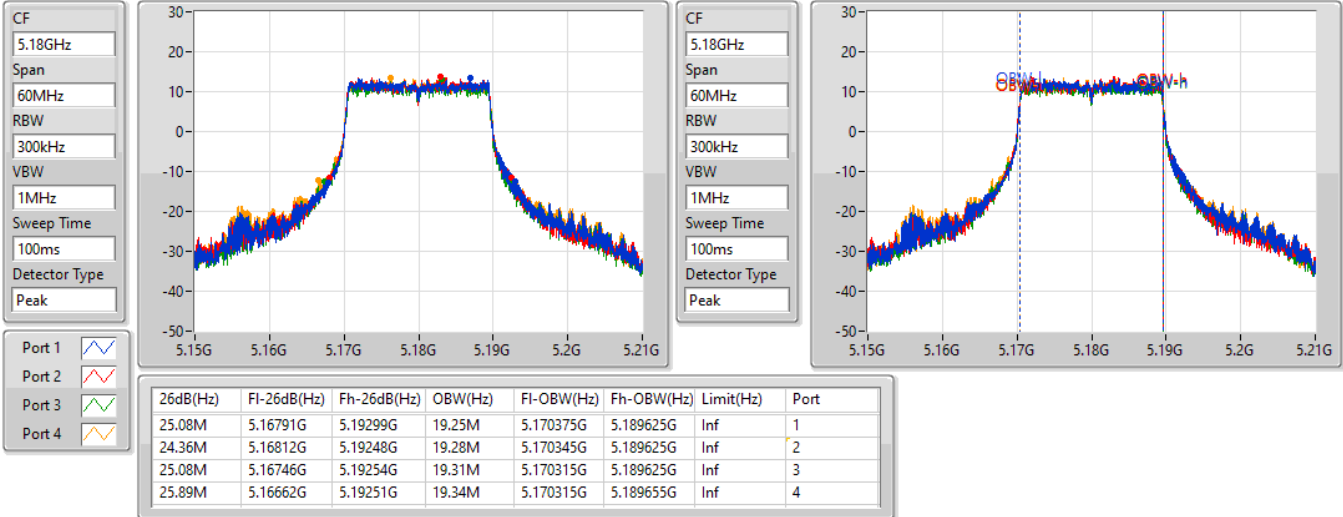 CF
5.18GHz
Span
60MHz
RBW
300kHz
VBW
1MHz
Sweep Time
100ms
Detector Type
Peak
30
20
10
0
-10
-20
-30
-40
-50
5.15G 5.16G 5.17G 5.18G 5.19G 5.2G 5.21G
CF
5.18GHz
Span
60MHz
RBW
300kHz
VBW
1MHz
Sweep Time
100ms
Detector Type
Peak
30
20
10
0
-10
-20
-30
-40
-50
OBW-l
OBW-h
5.15G 5.16G 5.17G 5.18G 5.19G 5.2G 5.21G
Port 1
Port 2
Port 3
Port 4
26dB(Hz) Fl-26dB(Hz) Fh-26dB(Hz) OBW(Hz) Fl-OBW(Hz) Fh-OBW(Hz) Limit(Hz) Port
25.08M 5.16791G 5.19299G 19.25M 5.170375G 5.189625G Inf 1
24.36M 5.16812G 5.19248G 19.28M 5.170345G 5.189625G Inf 2
25.08M 5.16746G 5.19254G 19.31M 5.170315G 5.189625G Inf 3
25.89M 5.16662G 5.19251G 19.34M 5.170315G 5.189655G Inf 4